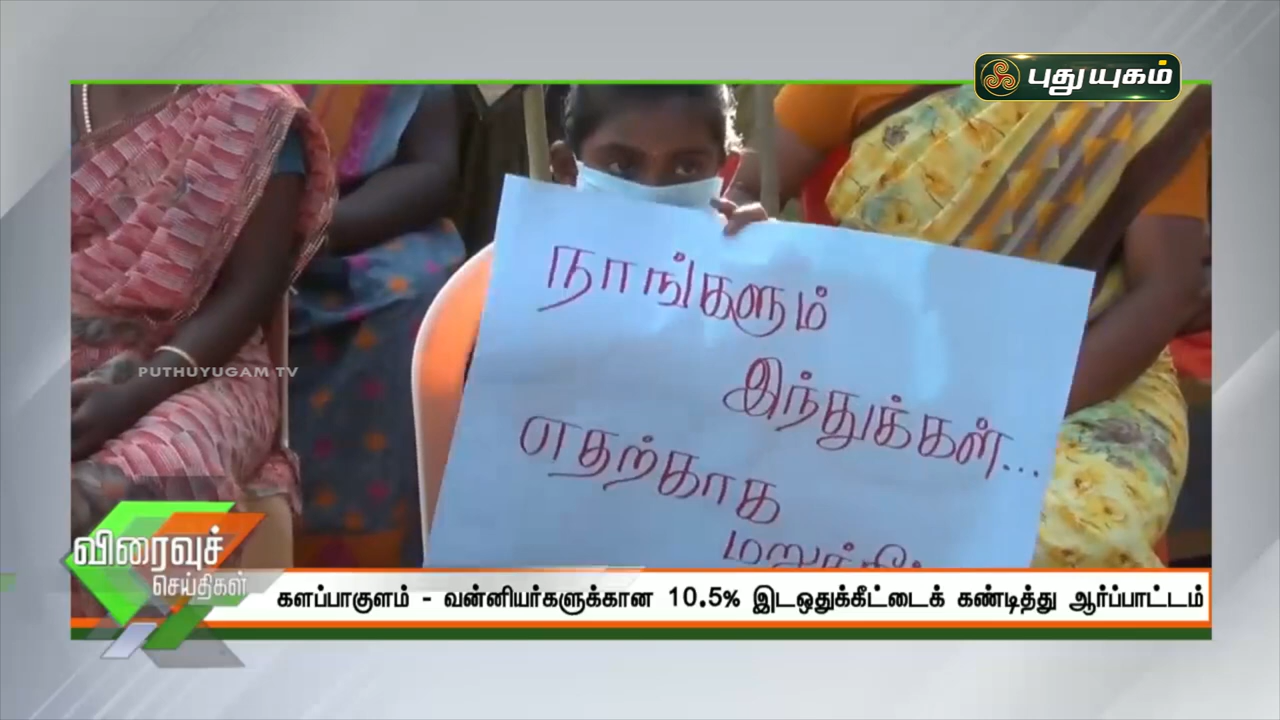 புதுயுகம்
நாங்களும்
இந்துக்கள்...
எதற்காக
PUTHUYUGAM TV
விரைவுச்
செய்திகள்
களப்பாகுளம் - வன்னியர்களுக்கான 10.5% இடஒதுக்கீட்டைக் கண்டித்து ஆர்ப்பாட்டம்